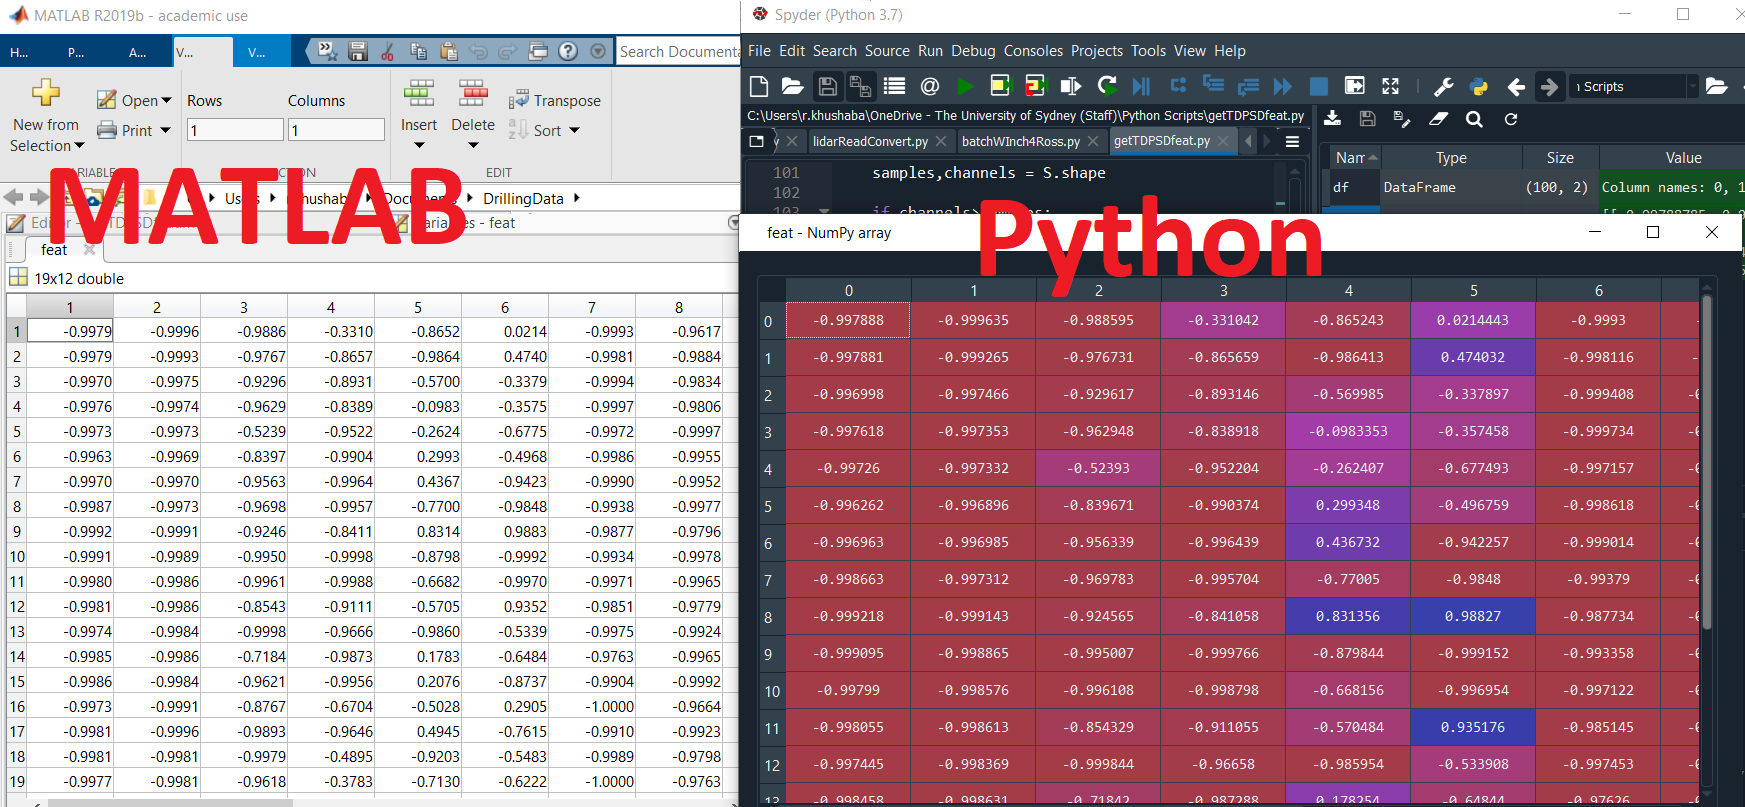 MATLAB R2019b - academic use
H... P... A... V... V...
Search Documenta
New from
Selection
Open
Print
Rows
1
Columns
1
Insert
Delete
Transpose
Sort
EDIT
MATLAB
DrillingData
feat
19x12 double
1 2 3 4 5 6 7 8
1 -0.9979 -0.9996 -0.9886 -0.3310 -0.8652 0.0214 -0.9993 -0.9617
2 -0.9979 -0.9993 -0.9767 -0.8657 -0.9864 0.4740 -0.9981 -0.9884
3 -0.9970 -0.9975 -0.9296 -0.8931 -0.5700 -0.3379 -0.9994 -0.9834
4 -0.9976 -0.9974 -0.9629 -0.8389 -0.0983 -0.3575 -0.9997 -0.9806
5 -0.9973 -0.9973 -0.5239 -0.9522 -0.2624 -0.6775 -0.9972 -0.9997
6 -0.9963 -0.9969 -0.8397 -0.9904 0.2993 -0.4968 -0.9986 -0.9955
7 -0.9970 -0.9970 -0.9563 -0.9964 0.4367 -0.9423 -0.9990 -0.9952
8 -0.9987 -0.9973 -0.9698 -0.9957 -0.7700 -0.9848 -0.9938 -0.9977
9 -0.9992 -0.9991 -0.9246 -0.8411 0.8314 0.9883 -0.9877 -0.9796
10 -0.9991 -0.9989 -0.9950 -0.9998 -0.8798 -0.9992 -0.9934 -0.9978
11 -0.9980 -0.9986 -0.9961 -0.9988 -0.6682 -0.9970 -0.9971 -0.9965
12 -0.9981 -0.9986 -0.8543 -0.9111 -0.5705 0.9352 -0.9851 -0.9779
13 -0.9974 -0.9984 -0.9998 -0.9666 -0.9860 -0.5339 -0.9975 -0.9924
14 -0.9985 -0.9986 -0.7184 -0.9873 0.1783 -0.6484 -0.9763 -0.9965
15 -0.9986 -0.9984 -0.9621 -0.9956 0.2076 -0.8737 -0.9904 -0.9992
16 -0.9973 -0.9991 -0.8767 -0.6704 -0.5028 0.2905 -1.0000 -0.9664
17 -0.9981 -0.9996 -0.9893 -0.9646 0.4945 -0.7615 -0.9910 -0.9923
18 -0.9981 -0.9981 -0.9979 -0.4895 -0.9203 -0.5483 -0.9989 -0.9798
19 -0.9977 -0.9981 -0.9618 -0.3783 -0.7130 -0.6222 -1.0000 -0.9763
Spyder (Python 3.7)
File Edit Search Source Run Debug Consoles Projects Tools View Help
ı Scripts
C:\Users\r.khushaba\OneDrive - The University of Sydney (Staff)\Python Scripts\getTDPSDfeat.py
y lidarReadConvert.py batchWInch4Ross.py getTDPSDfeat.py
101 samples,channels = S.shape
102
Nam Type Size Value
df DataFrame (100, 2) Column names: 0, 1
Python
feat - NumPy array
0 1 2 3 4 5 6
0 -0.997888 -0.999635 -0.988595 -0.331042 -0.865243 0.0214443 -0.9993
1 -0.997881 -0.999265 -0.976731 -0.865659 -0.986413 0.474032 -0.998116
2 -0.996998 -0.997466 -0.929617 -0.893146 -0.569985 -0.337897 -0.999408
3 -0.997618 -0.997353 -0.962948 -0.838918 -0.0983353 -0.357458 -0.999734
4 -0.99726 -0.997332 -0.52393 -0.952204 -0.262407 -0.677493 -0.997157
5 -0.996262 -0.996896 -0.839671 -0.990374 0.299348 -0.496759 -0.998618
6 -0.996963 -0.996985 -0.956339 -0.996439 0.436732 -0.942257 -0.999014
7 -0.998663 -0.997312 -0.969783 -0.995704 -0.77005 -0.9848 -0.99379
8 -0.999218 -0.999143 -0.924565 -0.841058 0.831356 0.98827 -0.987734
9 -0.999095 -0.998865 -0.995007 -0.999766 -0.879844 -0.999152 -0.993358
10 -0.99799 -0.998576 -0.996108 -0.998798 -0.668156 -0.996954 -0.997122
11 -0.998055 -0.998613 -0.854329 -0.911055 -0.570484 0.935176 -0.985145
12 -0.997445 -0.998369 -0.999844 -0.96658 -0.985954 -0.533908 -0.997453
13 -0.998458 -0.998631 -0.71842 -0.987288 0.178254 -0.64844 -0.97626